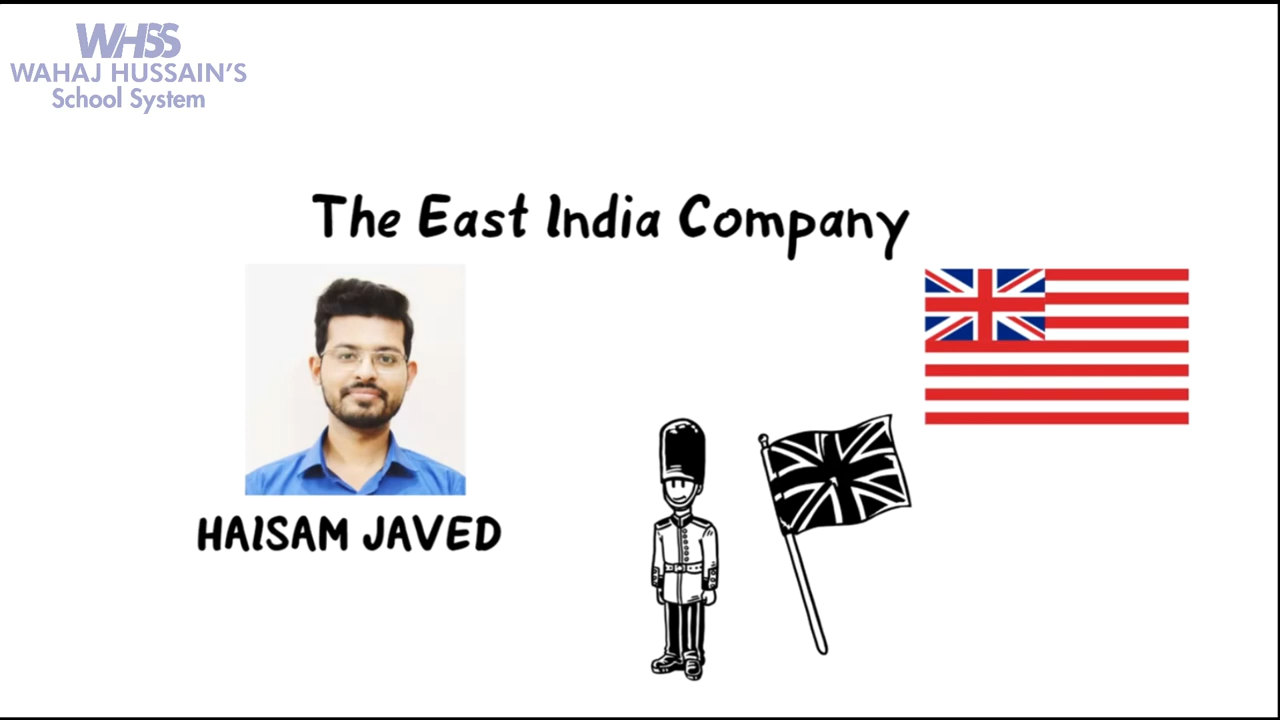 WHSS
WAHAJ HUSSAIN'S
School System
The East India Company
HAISAM JAVED